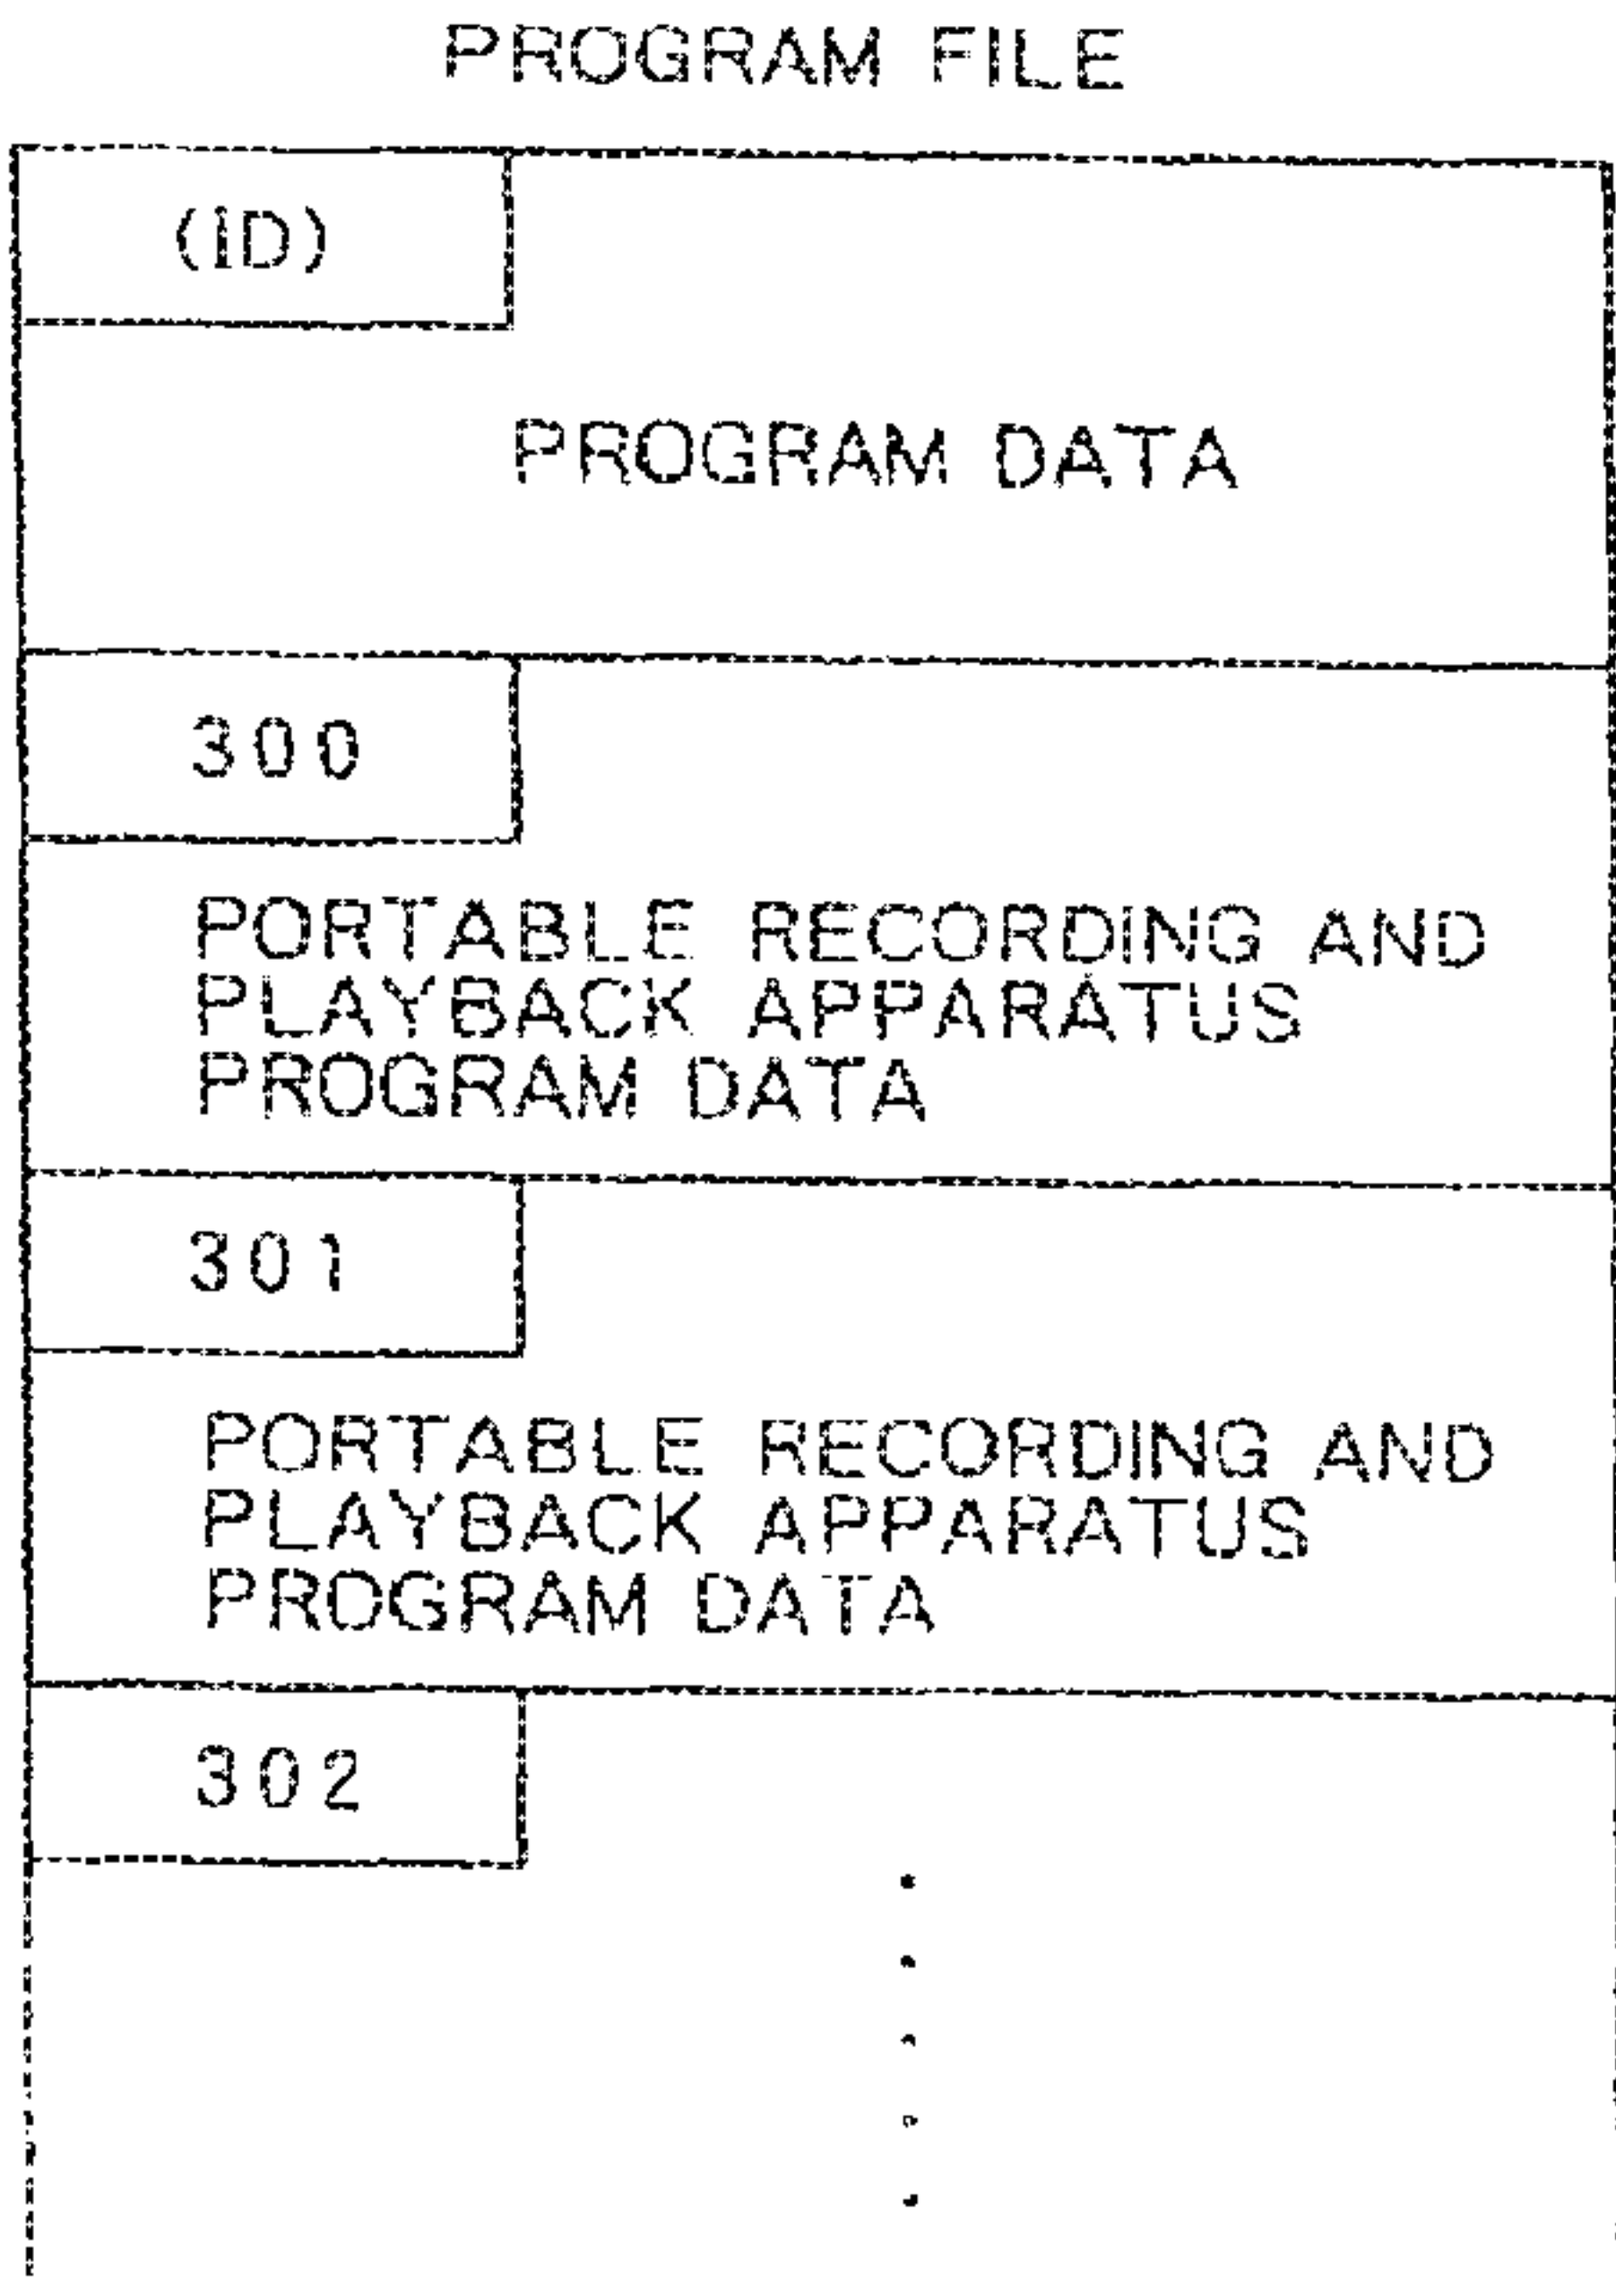 PROGRAM FILE
(ID)
PROGRAM DATA
300
PORTABLE RECORDING AND
PLAYBACK APPARATUS
PROGRAM DATA
301
PORTABLE RECORDING AND
PLAYBACK APPARATUS
PROGRAM DATA
302